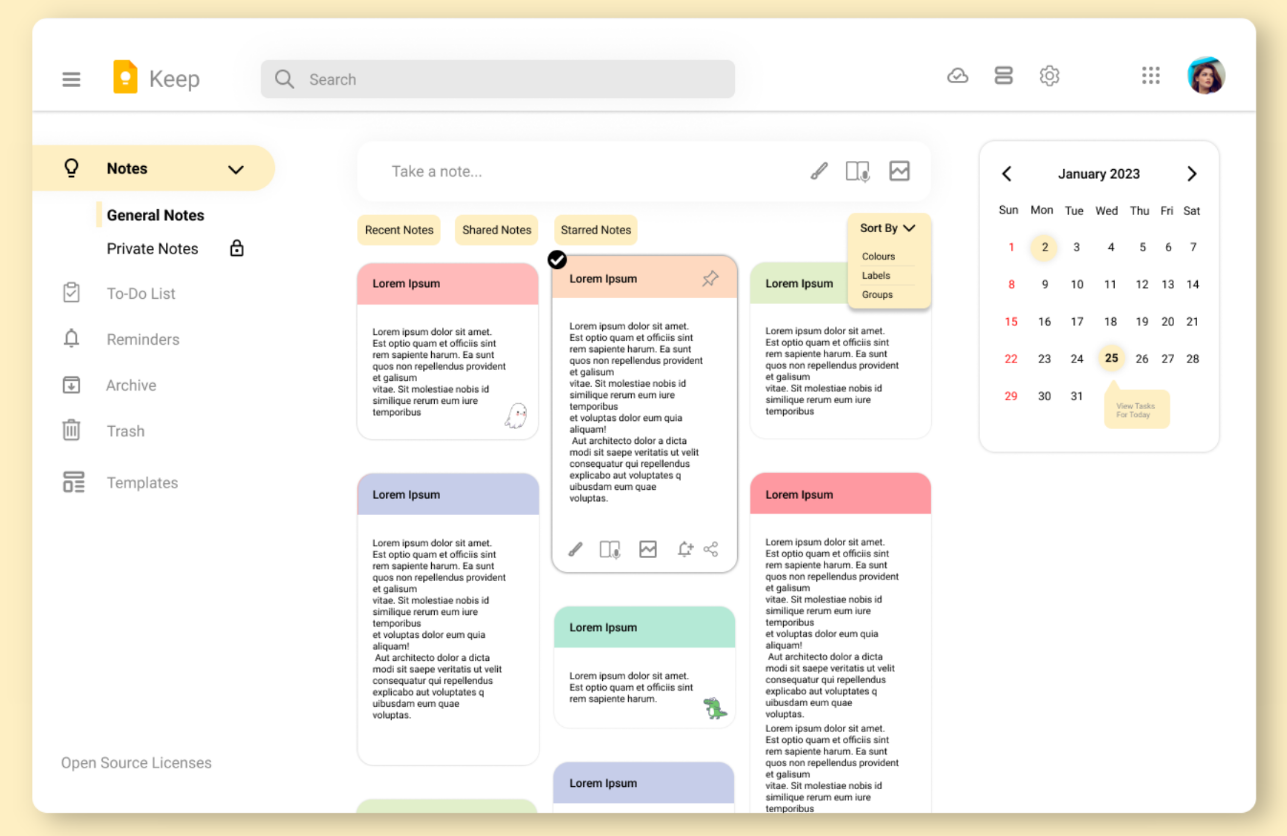 Keep
Search
Notes
General Notes
Private Notes
To-Do List
Reminders
Archive
Trash
Templates
Open Source Licenses
Take a note...
Recent Notes
Shared Notes
Starred Notes
Sort By
Colours
Labels
Groups
Lorem Ipsum
Lorem ipsum dolor sit amet.
Est optio quam et officiis sint
rem sapiente harum. Ea sunt
quos non repellendus provident
et galisum
vitae. Sit molestiae nobis id
similique rerum eum iure
temporibus
Lorem Ipsum
Lorem ipsum dolor sit amet.
Est optio quam et officiis sint
rem sapiente harum. Ea sunt
quos non repellendus provident
et galisum
vitae. Sit molestiae nobis id
similique rerum eum iure
temporibus
et voluptas dolor eum quia
aliquam!
Aut architecto dolor a dicta
modi sit saepe veritatis ut velit
consequatur qui repellendus
explicabo aut voluptates q
uibusdam eum quae
voluptas.
Lorem Ipsum
Lorem ipsum dolor sit amet.
Est optio quam et officiis sint
rem sapiente harum. Ea sunt
quos non repellendus provident
et galisum
vitae. Sit molestiae nobis id
similique rerum eum iure
temporibus
Lorem Ipsum
Lorem ipsum dolor sit amet.
Est optio quam et officiis sint
rem sapiente harum. Ea sunt
quos non repellendus provident
et galisum
vitae. Sit molestiae nobis id
similique rerum eum iure
temporibus
et voluptas dolor eum quia
aliquam!
Aut architecto dolor a dicta
modi sit saepe veritatis ut velit
consequatur qui repellendus
explicabo aut voluptates q
uibusdam eum quae
voluptas.
Lorem Ipsum
Lorem ipsum dolor sit amet.
Est optio quam et officiis sint
rem sapiente harum.
Lorem Ipsum
Lorem Ipsum
Lorem ipsum dolor sit amet.
Est optio quam et officiis sint
rem sapiente harum. Ea sunt
quos non repellendus provident
et galisum
vitae. Sit molestiae nobis id
similique rerum eum iure
temporibus
et voluptas dolor eum quia
aliquam!
Aut architecto dolor a dicta
modi sit saepe veritatis ut velit
consequatur qui repellendus
explicabo aut voluptates q
uibusdam eum quae
voluptas.
Lorem ipsum dolor sit amet.
Est optio quam et officiis sint
rem sapiente harum. Ea sunt
quos non repellendus provident
et galisum
vitae. Sit molestiae nobis id
similique rerum eum iure
temporibus
January 2023
Sun Mon Tue Wed Thu Fri Sat
1 2 3 4 5 6 7
8 9 10 11 12 13 14
15 16 17 18 19 20 21
22 23 24 25 26 27 28
29 30 31
View Tasks
For Today